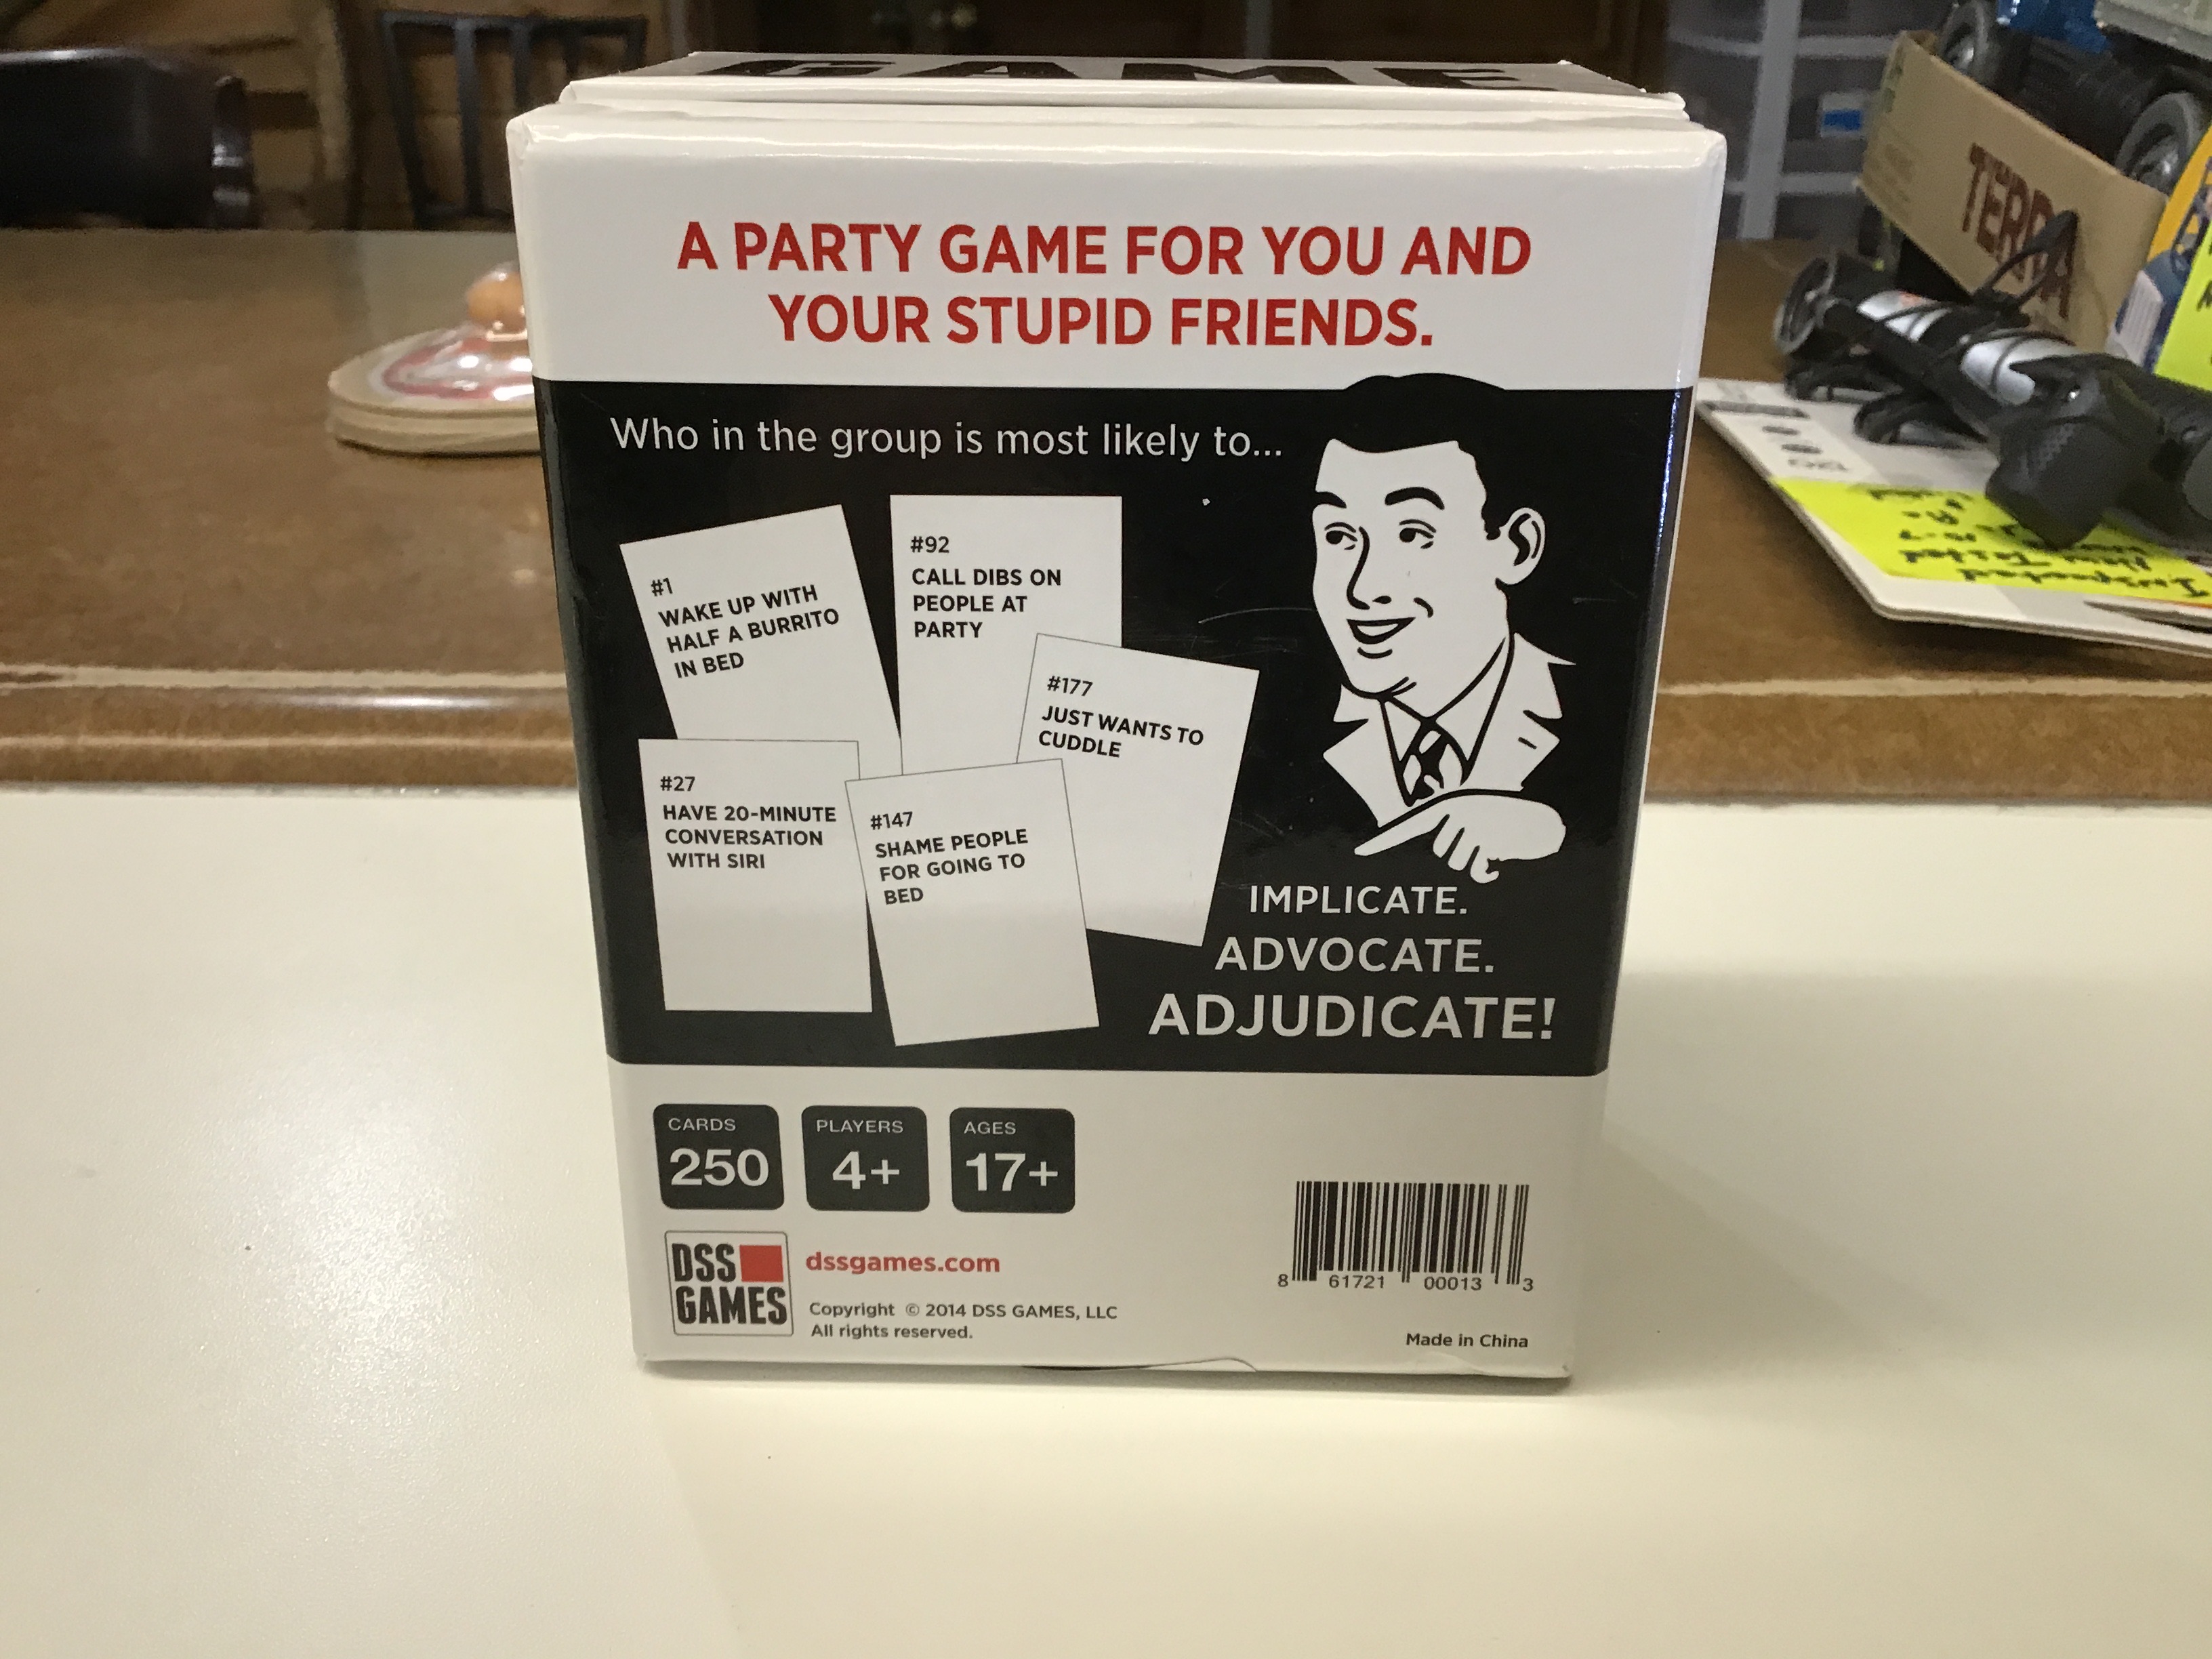 GAME
A PARTY GAME FOR YOU AND
YOUR STUPID FRIENDS.
Who in the group is most likely to...
#1
WAKE UP WITH
HALF A BURRITO
IN BED
#92
CALL DIBS ON
PEOPLE AT
PARTY
#177
JUST WANTS TO
CUDDLE
#27
HAVE 20-MINUTE
CONVERSATION
WITH SIRI
#147
SHAME PEOPLE
FOR GOING TO
BED
IMPLICATE.
ADVOCATE.
ADJUDICATE!
CARDS
250
PLAYERS
4+
AGES
17+
DSS
GAMES
dssgames.com
Copyright © 2014 DSS GAMES, LLC
All rights reserved.
8 61721 00013 3
Made in China
TERRA
Inspected